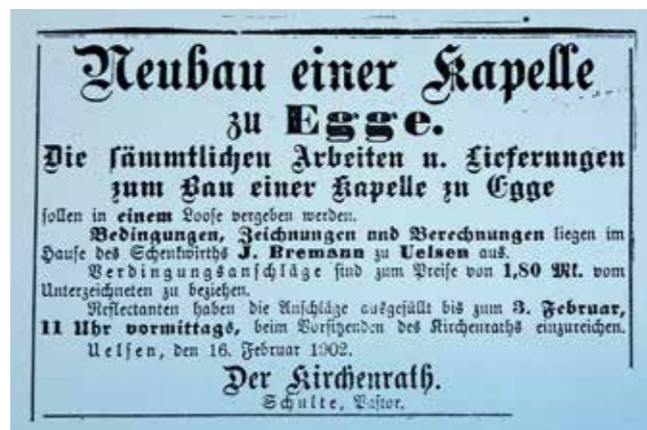 Neubau einer Kapelle
zu Egge.
Die sämmtlichen Arbeiten u. Lieferungen
zum Bau einer Kapelle zu Egge
sollen in einem Loose vergeben werden.
Bedingungen, Zeichnungen und Berechnungen liegen im
Hause des Schenkwirths J. Bremann zu Uelsen aus.
Verdingungsanschläge sind zum Preise von 1,80 Mk. vom
Unterzeichneten zu beziehen.
Reflectanten haben die Anschläge ausgefüllt bis zum 3. Februar,
11 Uhr vormittags, beim Vorsitzenden des Kirchenraths einzureichen.
Uelsen, den 16. Februar 1902.
Der Kirchenrath.
Schulte, Pastor.